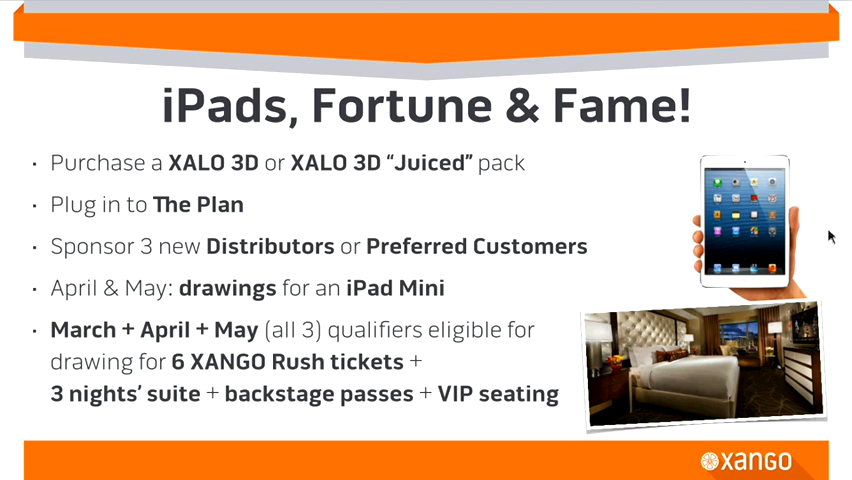 iPads, Fortune & Fame!
· Purchase a XALO 3D or XALO 3D “Juiced” pack
· Plug in to The Plan
· Sponsor 3 new Distributors or Preferred Customers
· April & May: drawings for an iPad Mini
· March + April + May (all 3) qualifiers eligible for
drawing for 6 XANGO Rush tickets +
3 nights’ suite + backstage passes + VIP seating
xango